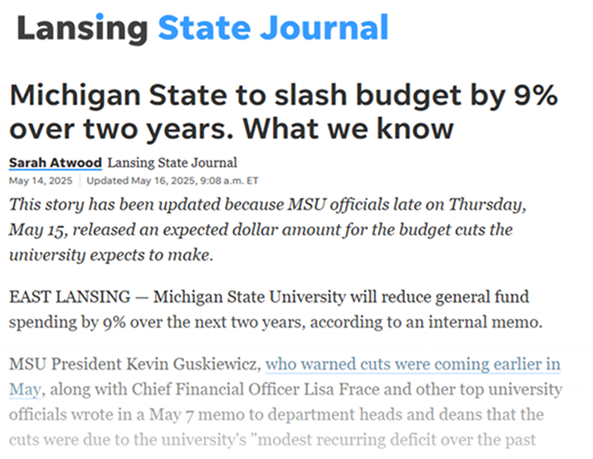 Lansing State Journal
Michigan State to slash budget by 9%
over two years. What we know
Sarah Atwood Lansing State Journal
May 14, 2025 | Updated May 16, 2025, 9:08 a.m. ET
This story has been updated because MSU officials late on Thursday,
May 15, released an expected dollar amount for the budget cuts the
university expects to make.
EAST LANSING — Michigan State University will reduce general fund
spending by 9% over the next two years, according to an internal memo.
MSU President Kevin Guskiewicz, who warned cuts were coming earlier in
May, along with Chief Financial Officer Lisa Frace and other top university
officials wrote in a May 7 memo to department heads and deans that the
cuts were due to the university's "modest recurring deficit over the past